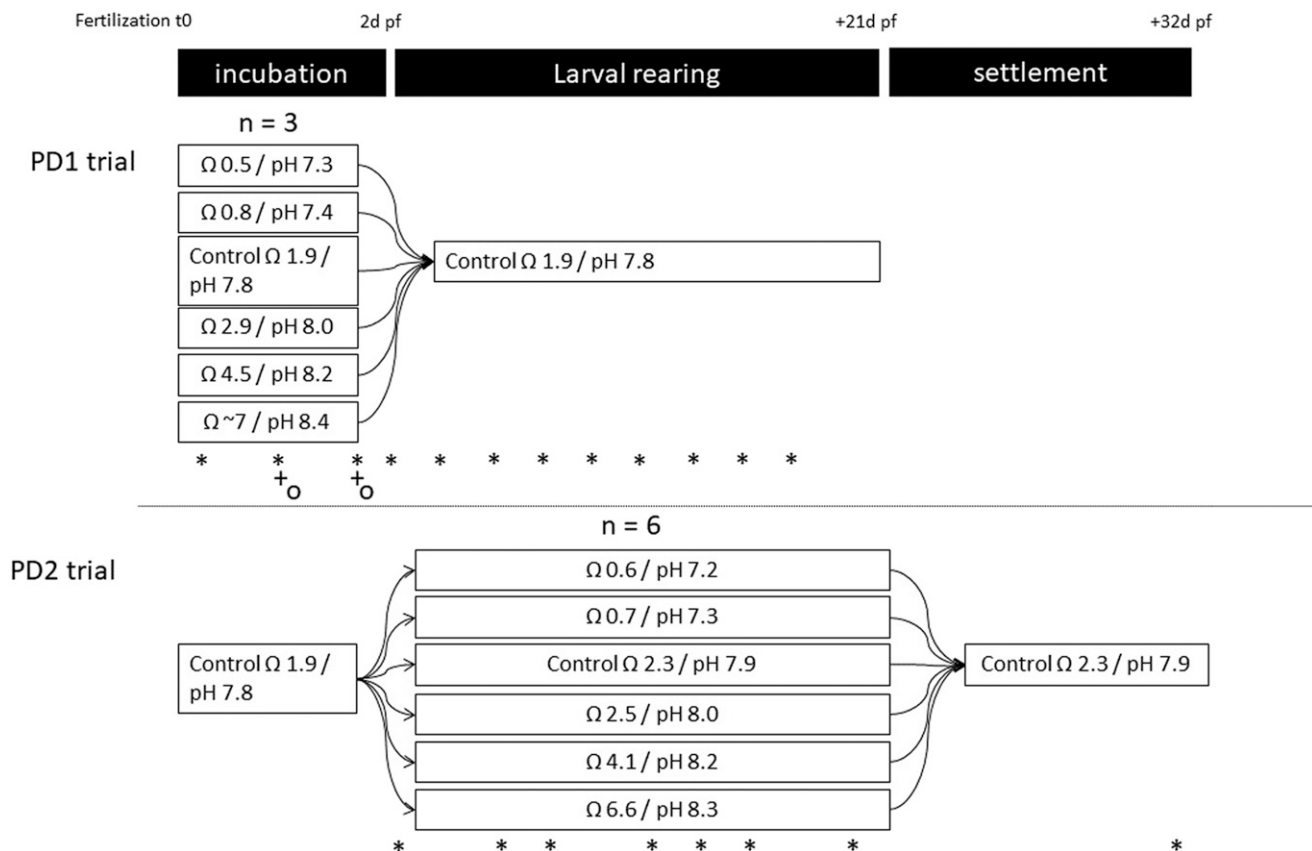 Fertilization t0 2d pf +21d pf +32d pf
incubation Larval rearing settlement
n = 3
PD1 trial
Ω 0.5 / pH 7.3
Ω 0.8 / pH 7.4
Control Ω 1.9 /
pH 7.8
Control Ω 1.9 / pH 7.8
Ω 2.9 / pH 8.0
Ω 4.5 / pH 8.2
Ω ~7 / pH 8.4
* * * * * * * * * * * *
+ +
o o
n = 6
PD2 trial
Ω 0.6 / pH 7.2
Ω 0.7 / pH 7.3
Control Ω 1.9 /
pH 7.8
Control Ω 2.3 / pH 7.9
Control Ω 2.3 / pH 7.9
Ω 2.5 / pH 8.0
Ω 4.1 / pH 8.2
Ω 6.6 / pH 8.3
* * * * * * * *